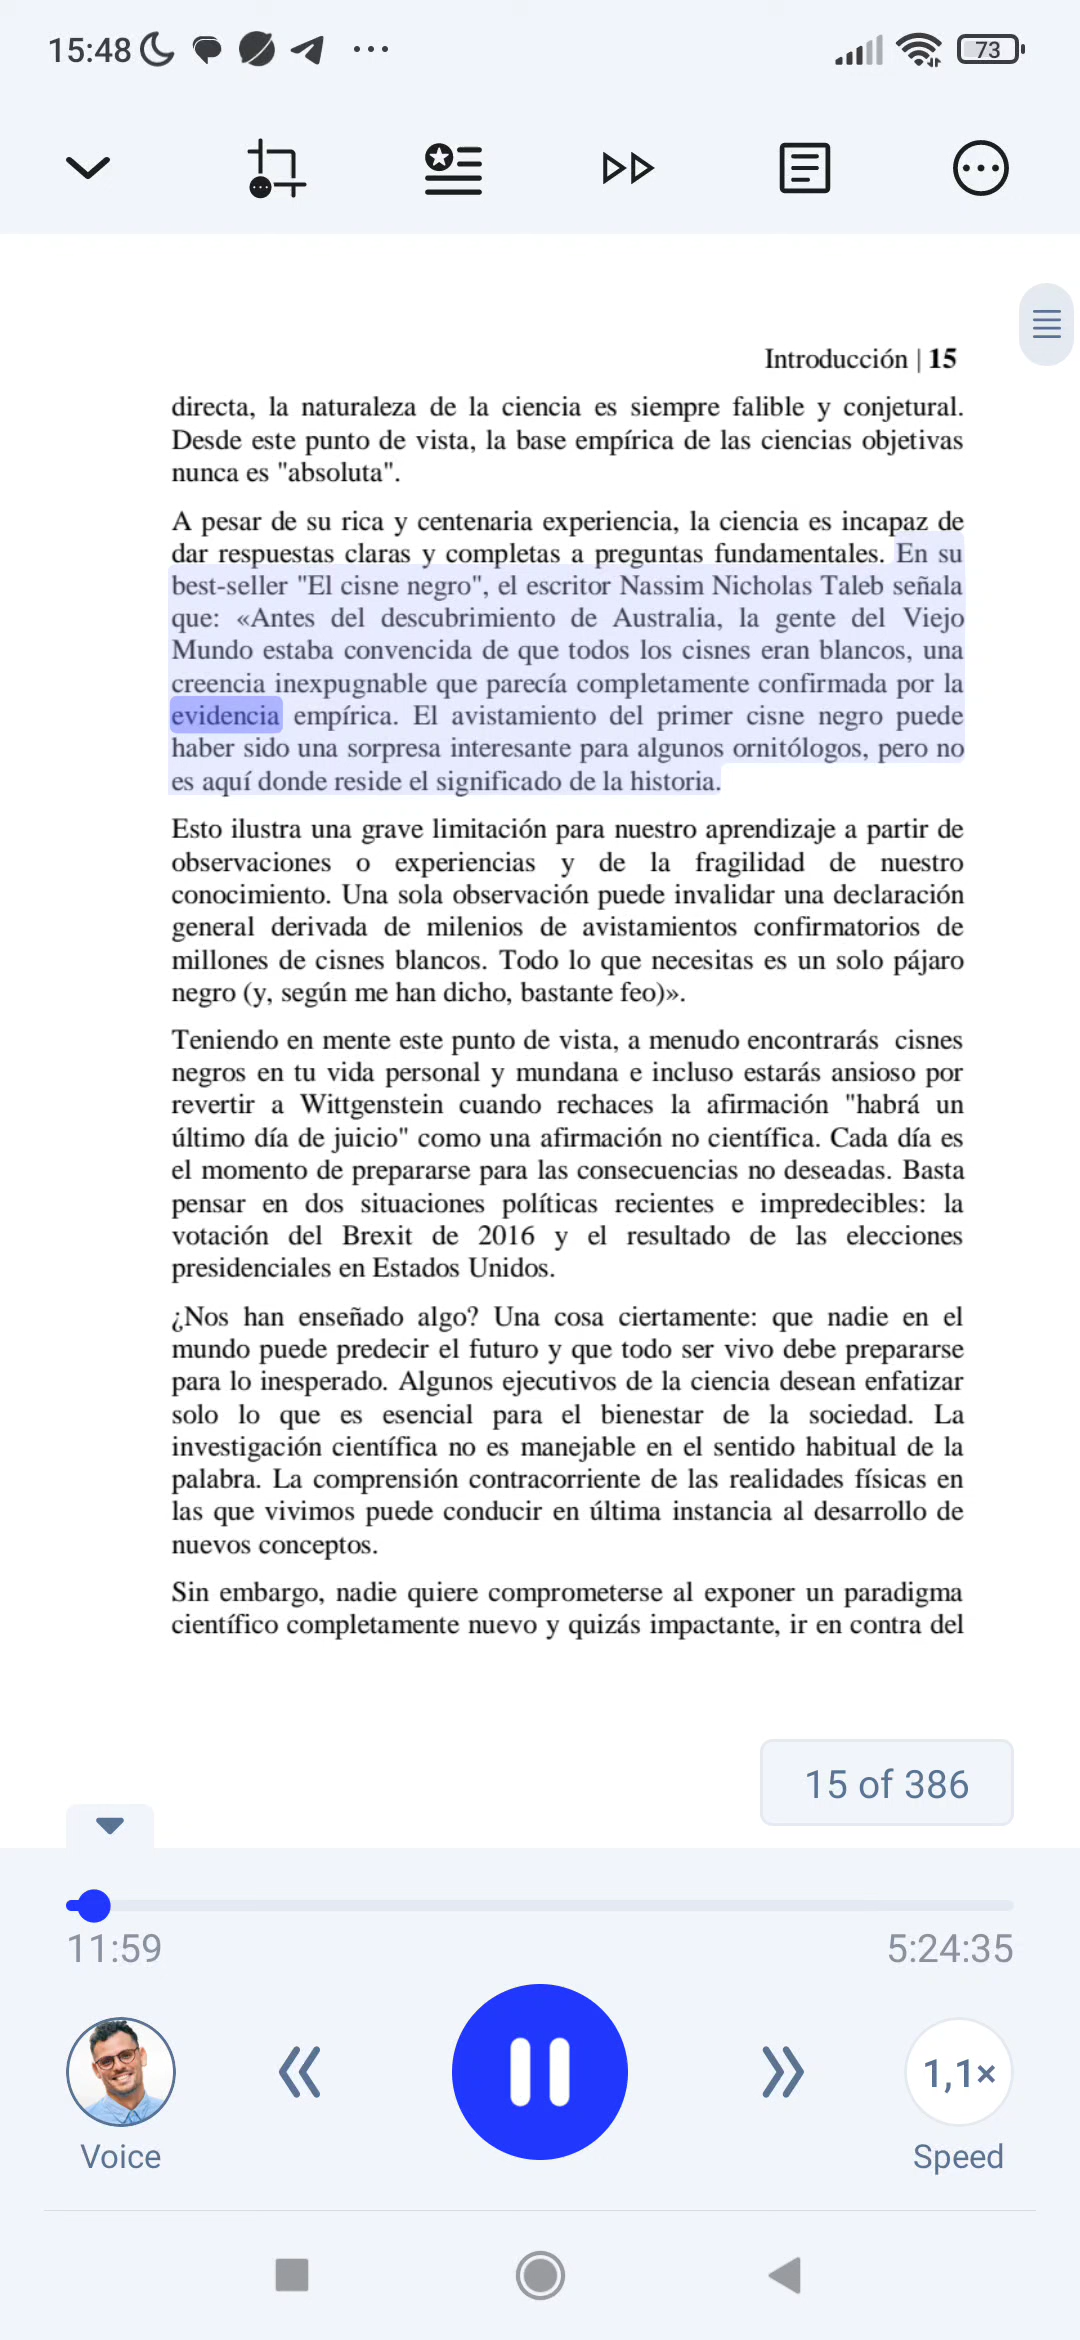 15:48
73
Introducción | 15
directa, la naturaleza de la ciencia es siempre falible y conjetural.
Desde este punto de vista, la base empírica de las ciencias objetivas
nunca es "absoluta".
A pesar de su rica y centenaria experiencia, la ciencia es incapaz de
dar respuestas claras y completas a preguntas fundamentales. En su
best-seller "El cisne negro", el escritor Nassim Nicholas Taleb señala
que: «Antes del descubrimiento de Australia, la gente del Viejo
Mundo estaba convencida de que todos los cisnes eran blancos, una
creencia inexpugnable que parecía completamente confirmada por la
evidencia empírica. El avistamiento del primer cisne negro puede
haber sido una sorpresa interesante para algunos ornitólogos, pero no
es aquí donde reside el significado de la historia.
Esto ilustra una grave limitación para nuestro aprendizaje a partir de
observaciones o experiencias y de la fragilidad de nuestro
conocimiento. Una sola observación puede invalidar una declaración
general derivada de milenios de avistamientos confirmatorios de
millones de cisnes blancos. Todo lo que necesitas es un solo pájaro
negro (y, según me han dicho, bastante feo)».
Teniendo en mente este punto de vista, a menudo encontrarás cisnes
negros en tu vida personal y mundana e incluso estarás ansioso por
revertir a Wittgenstein cuando rechaces la afirmación "habrá un
último día de juicio" como una afirmación no científica. Cada día es
el momento de prepararse para las consecuencias no deseadas. Basta
pensar en dos situaciones políticas recientes e impredecibles: la
votación del Brexit de 2016 y el resultado de las elecciones
presidenciales en Estados Unidos.
¿Nos han enseñado algo? Una cosa ciertamente: que nadie en el
mundo puede predecir el futuro y que todo ser vivo debe prepararse
para lo inesperado. Algunos ejecutivos de la ciencia desean enfatizar
solo lo que es esencial para el bienestar de la sociedad. La
investigación científica no es manejable en el sentido habitual de la
palabra. La comprensión contracorriente de las realidades físicas en
las que vivimos puede conducir en última instancia al desarrollo de
nuevos conceptos.
Sin embargo, nadie quiere comprometerse al exponer un paradigma
científico completamente nuevo y quizás impactante, ir en contra del
15 of 386
11:59
5:24:35
1,1×
Voice
Speed